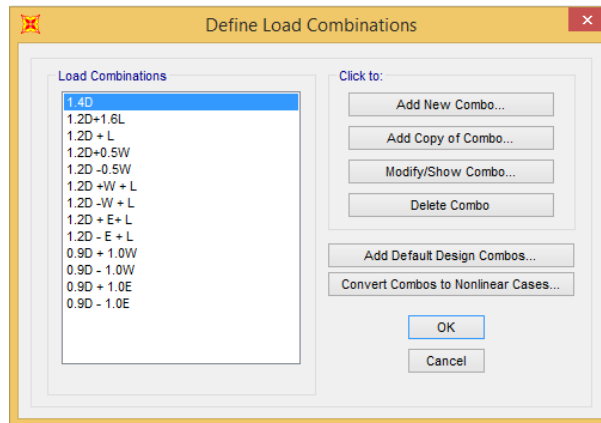 Define Load Combinations
Load Combinations
1.4D
1.2D+1.6L
1.2D + L
1.2D+0.5W
1.2D -0.5W
1.2D +W + L
1.2D -W + L
1.2D + E+ L
1.2D - E + L
0.9D + 1.0W
0.9D - 1.0W
0.9D + 1.0E
0.9D - 1.0E
Click to:
Add New Combo...
Add Copy of Combo...
Modify/Show Combo...
Delete Combo
Add Default Design Combos...
Convert Combos to Nonlinear Cases...
OK
Cancel